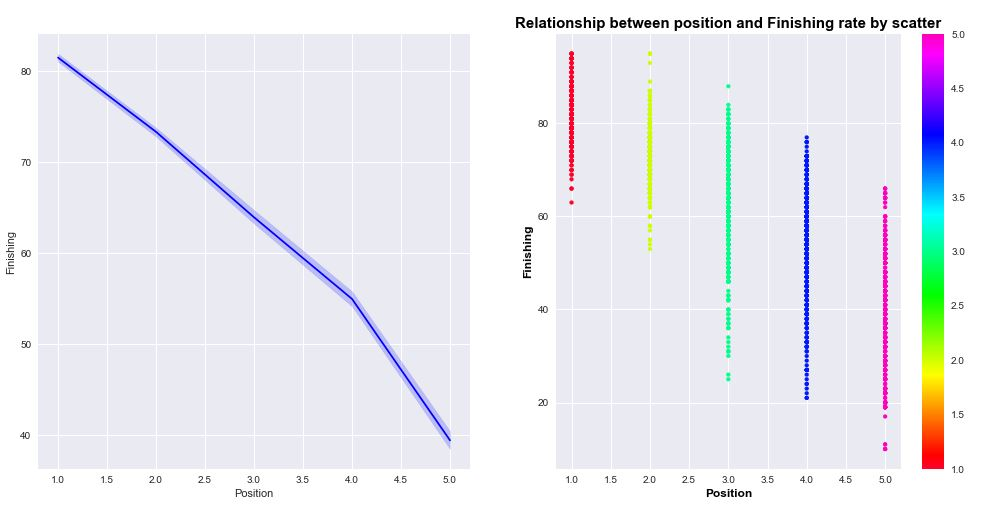 Relationship between position and Finishing rate by scatter
80
70
60
50
40
Finishing
1.0 1.5 2.0 2.5 3.0 3.5 4.0 4.5 5.0
Position
80
60
40
20
Finishing
1.0 1.5 2.0 2.5 3.0 3.5 4.0 4.5 5.0
Position
5.0
4.5
4.0
3.5
3.0
2.5
2.0
1.5
1.0